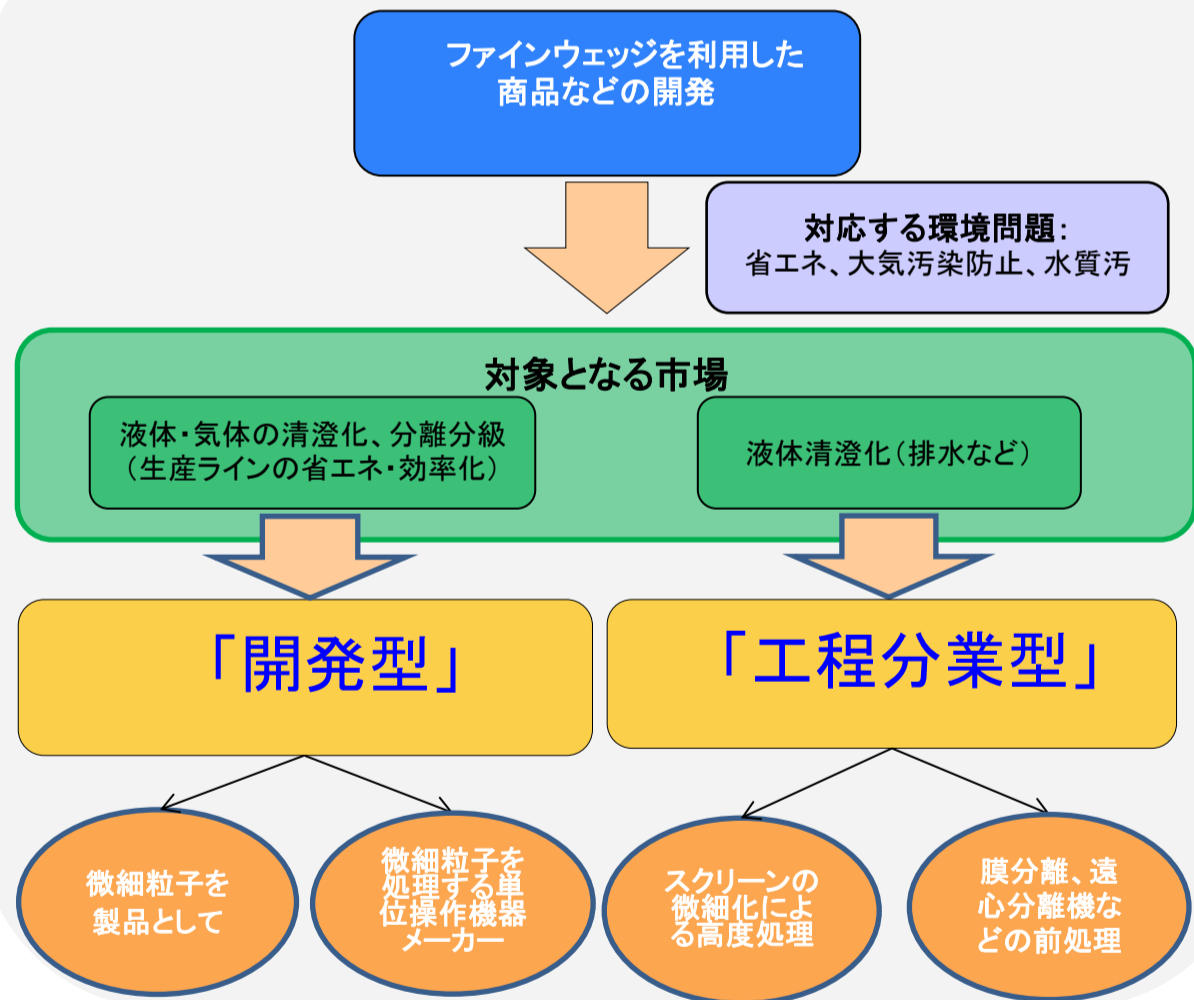 ファインウェッジを利用した
商品などの開発
対応する環境問題：
省エネ、大気汚染防止、水質汚
対象となる市場
液体・気体の清澄化、分離分級
（生産ラインの省エネ・効率化）
液体清澄化（排水など）
「開発型」
「工程分業型」
微細粒子を
製品として
微細粒子を
処理する単
位操作機器
メーカー
スクリーンの
微細化によ
る高度処理
膜分離、遠
心分離機な
どの前処理